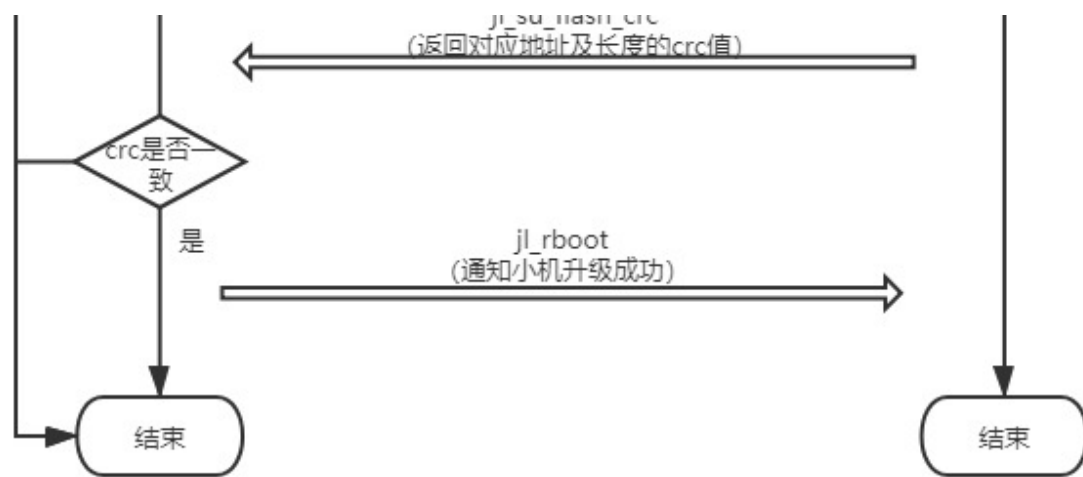 (返回对应地址及长度的crc值)
crc是否一
致
是
jl_rboot
(通知小机升级成功)
结束
结束